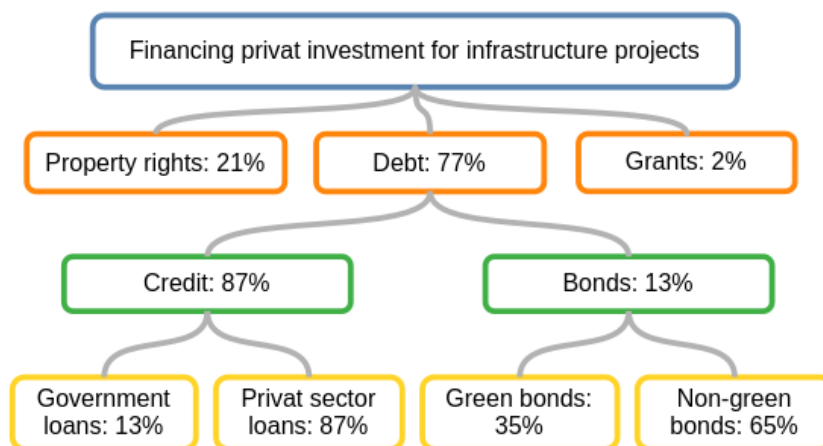 Financing privat investment for infrastructure projects
Property rights: 21%
Debt: 77%
Grants: 2%
Credit: 87%
Bonds: 13%
Government
loans: 13%
Privat sector
loans: 87%
Green bonds:
35%
Non-green
bonds: 65%